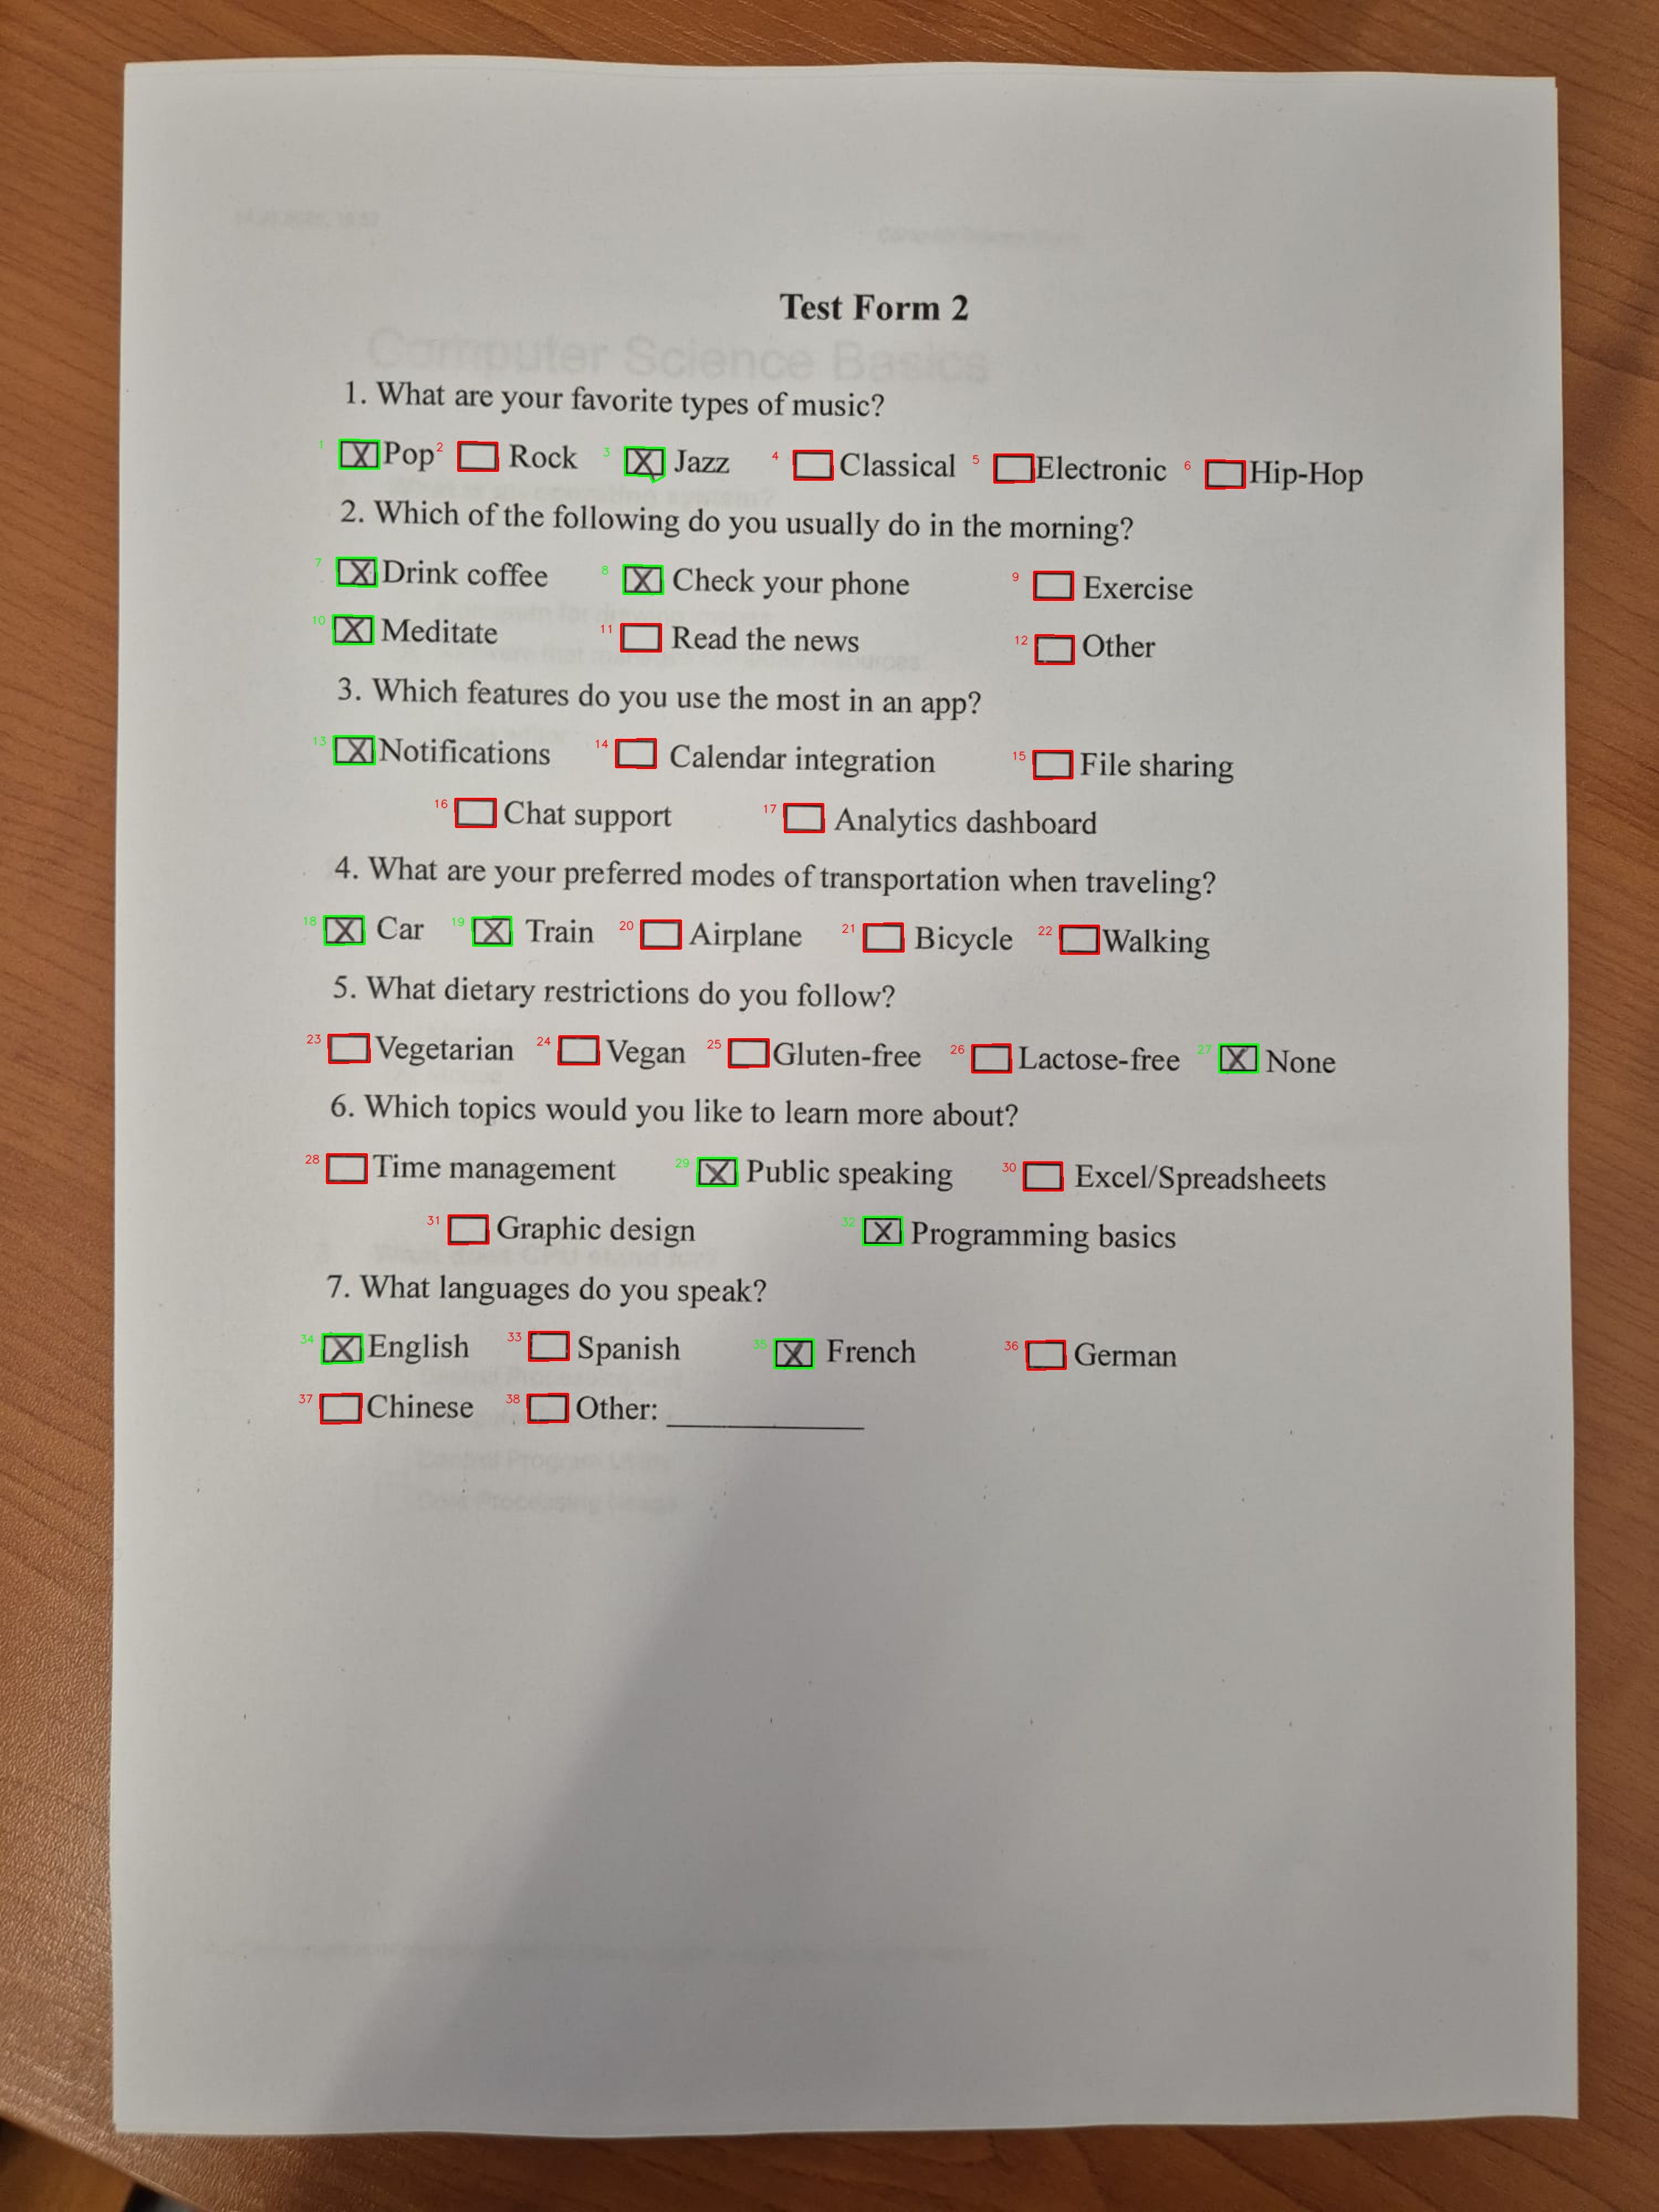 Test Form 2
Computer Science Basics
1. What are your favorite types of music?
1 X Pop 2 Rock 3 X Jazz 4 Classical 5 Electronic 6 Hip-Hop
2. Which of the following do you usually do in the morning?
7 X Drink coffee 8 X Check your phone 9 Exercise
10 X Meditate 11 Read the news 12 Other
3. Which features do you use the most in an app?
13 X Notifications 14 Calendar integration 15 File sharing
16 Chat support 17 Analytics dashboard
4. What are your preferred modes of transportation when traveling?
18 X Car 19 X Train 20 Airplane 21 Bicycle 22 Walking
5. What dietary restrictions do you follow?
23 Vegetarian 24 Vegan 25 Gluten-free 26 Lactose-free 27 X None
6. Which topics would you like to learn more about?
28 Time management 29 X Public speaking 30 Excel/Spreadsheets
31 Graphic design 32 X Programming basics
7. What languages do you speak?
34 X English 33 Spanish 35 X French 36 German
37 Chinese 38 Other: